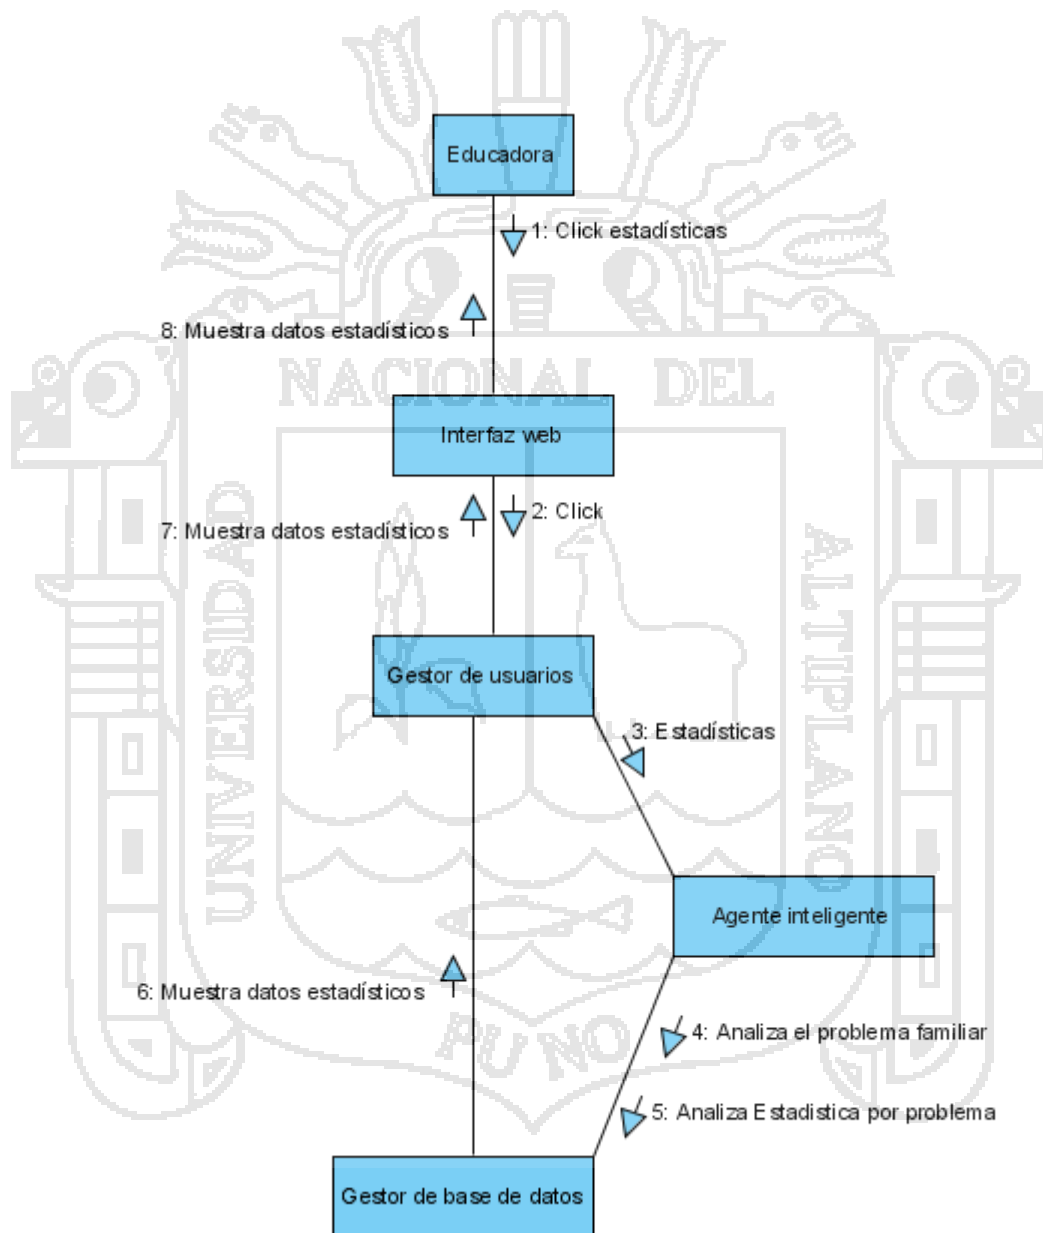 Educadora
1: Click estadísticas
8: Muestra datos estadísticos
NACIONAL DEL
Interfaz web
2: Click
7: Muestra datos estadísticos
UNIVERSIDAD
ALTIPLANO
Gestor de usuarios
3: Estadísticas
Agente inteligente
6: Muestra datos estadísticos
PUNO
4: Analiza el problema familiar
5: Analiza Estadistica por problema
Gestor de base de datos